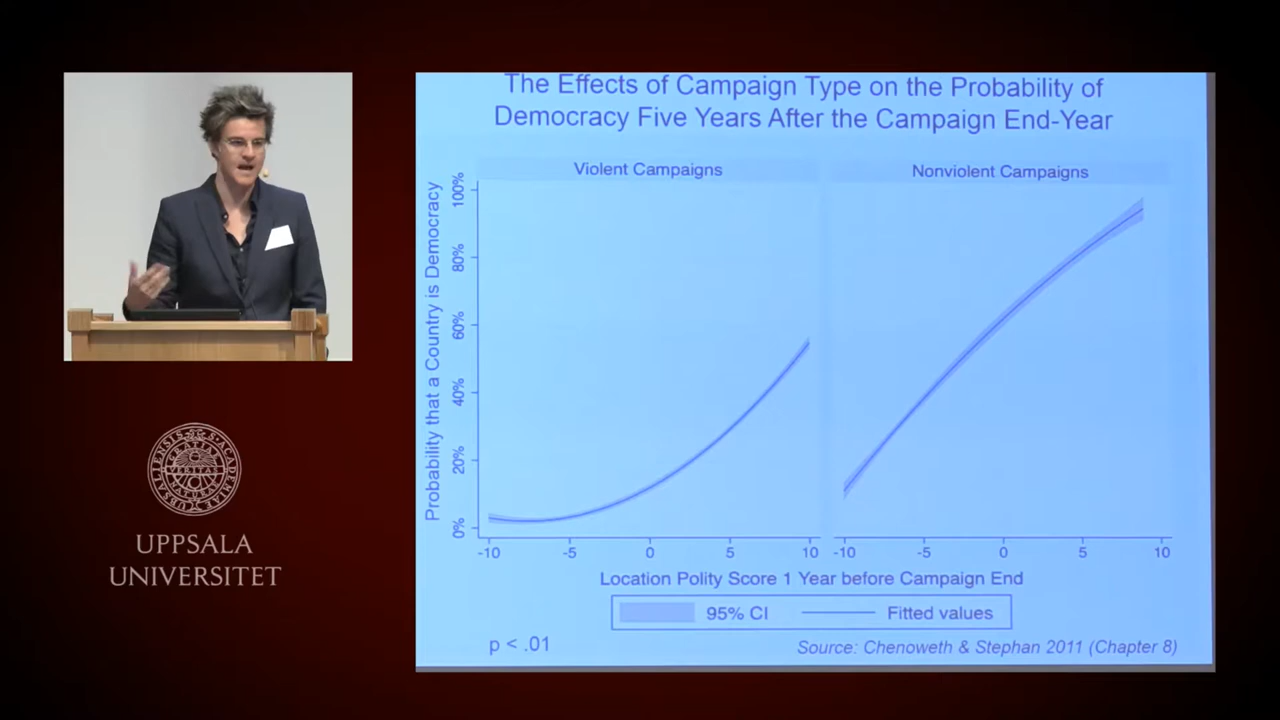 The Effects of Campaign Type on the Probability of
Democracy Five Years After the Campaign End-Year
Violent Campaigns
Nonviolent Campaigns
Probability that a Country is Democracy
100%
80%
60%
40%
20%
0%
-10 -5 0 5 10
-10 -5 0 5 10
Location Polity Score 1 Year before Campaign End
95% CI Fitted values
p < .01
Source: Chenoweth & Stephan 2011 (Chapter 8)
UPPSALA
UNIVERSITET